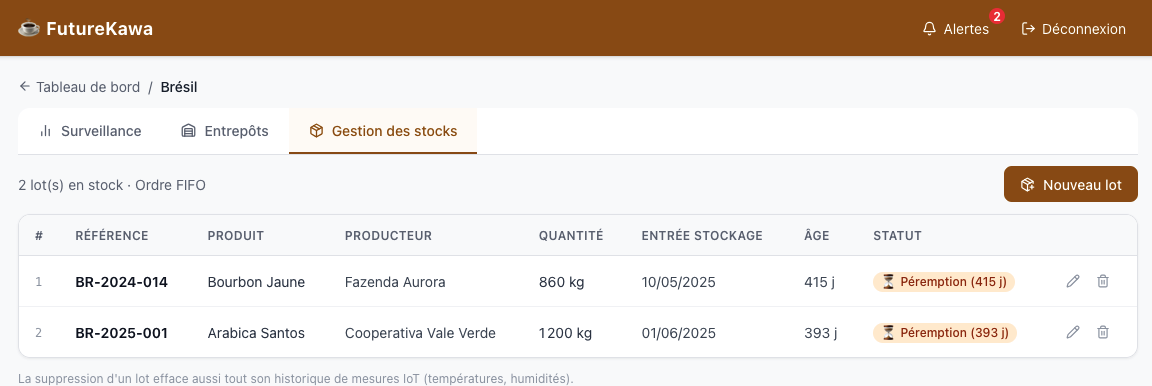 FutureKawa
Alertes 2 Déconnexion
Tableau de bord / Brésil
Surveillance Entrepôts Gestion des stocks
2 lot(s) en stock · Ordre FIFO Nouveau lot
# RÉFÉRENCE PRODUIT PRODUCTEUR QUANTITÉ ENTRÉE STOCKAGE ÂGE STATUT
1 BR-2024-014 Bourbon Jaune Fazenda Aurora 860 kg 10/05/2025 415 j Péremption (415 j)
2 BR-2025-001 Arabica Santos Cooperativa Vale Verde 1 200 kg 01/06/2025 393 j Péremption (393 j)
La suppression d'un lot efface aussi tout son historique de mesures IoT (températures, humidités).